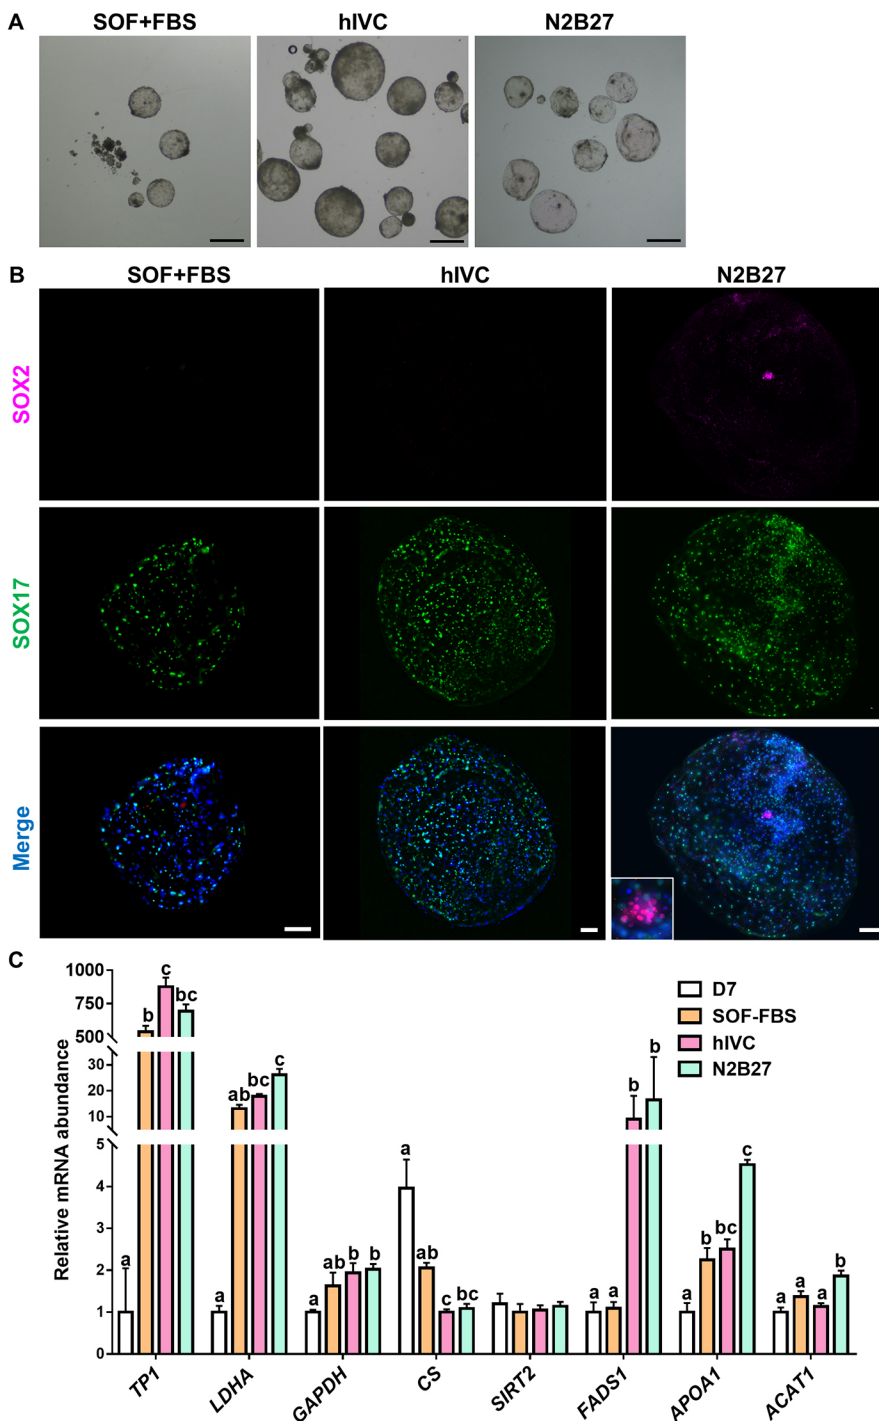 A
SOF+FBS hIVC N2B27
B
SOF+FBS hIVC N2B27
SOX2
SOX17
Merge
C
Relative mRNA abundance
1000
750
500
30
20
10
5
4
3
2
1
0
a b c bc
a ab bc c
a ab b b
a ab c bc
a a b b
a b bc c
a a a b
D7
SOF-FBS
hIVC
N2B27
TP1 LDHA GAPDH CS SIRT2 FADS1 APOA1 ACAT1